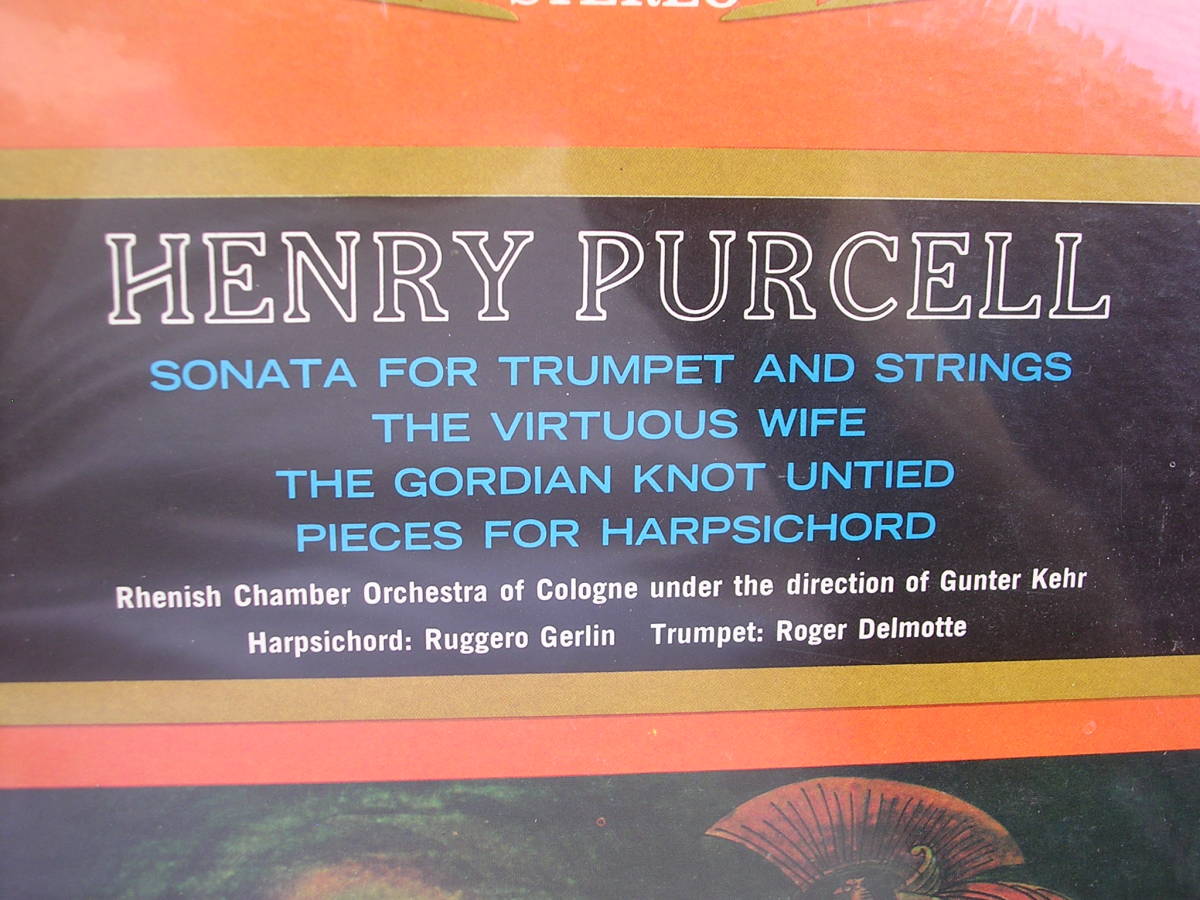 STEREO
HENRY PURCELL
SONATA FOR TRUMPET AND STRINGS
THE VIRTUOUS WIFE
THE GORDIAN KNOT UNTIED
PIECES FOR HARPSICHORD
Rhenish Chamber Orchestra of Cologne under the direction of Gunter Kehr
Harpsichord: Ruggero Gerlin Trumpet: Roger Delmotte